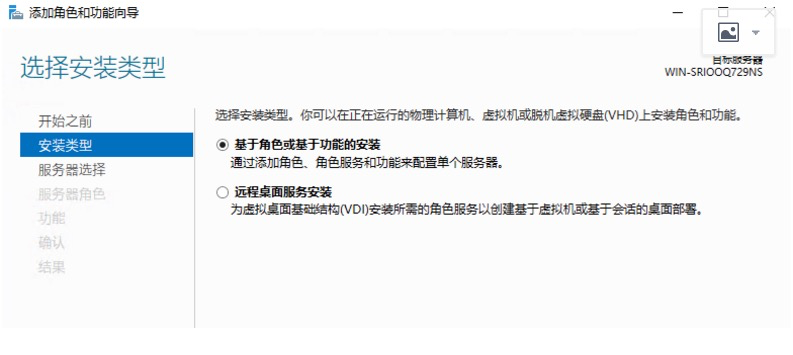 添加角色和功能向导
选择安装类型
目标服务器
WIN-SRIOOQ729NS
开始之前
安装类型
服务器选择
服务器角色
功能
确认
结果
选择安装类型。你可以在正在运行的物理计算机、虚拟机或脱机虚拟硬盘(VHD)上安装角色和功能。
基于角色或基于功能的安装
通过添加角色、角色服务和功能来配置单个服务器。
远程桌面服务安装
为虚拟桌面基础结构(VDI)安装所需的角色服务以创建基于虚拟机或基于会话的桌面部署。